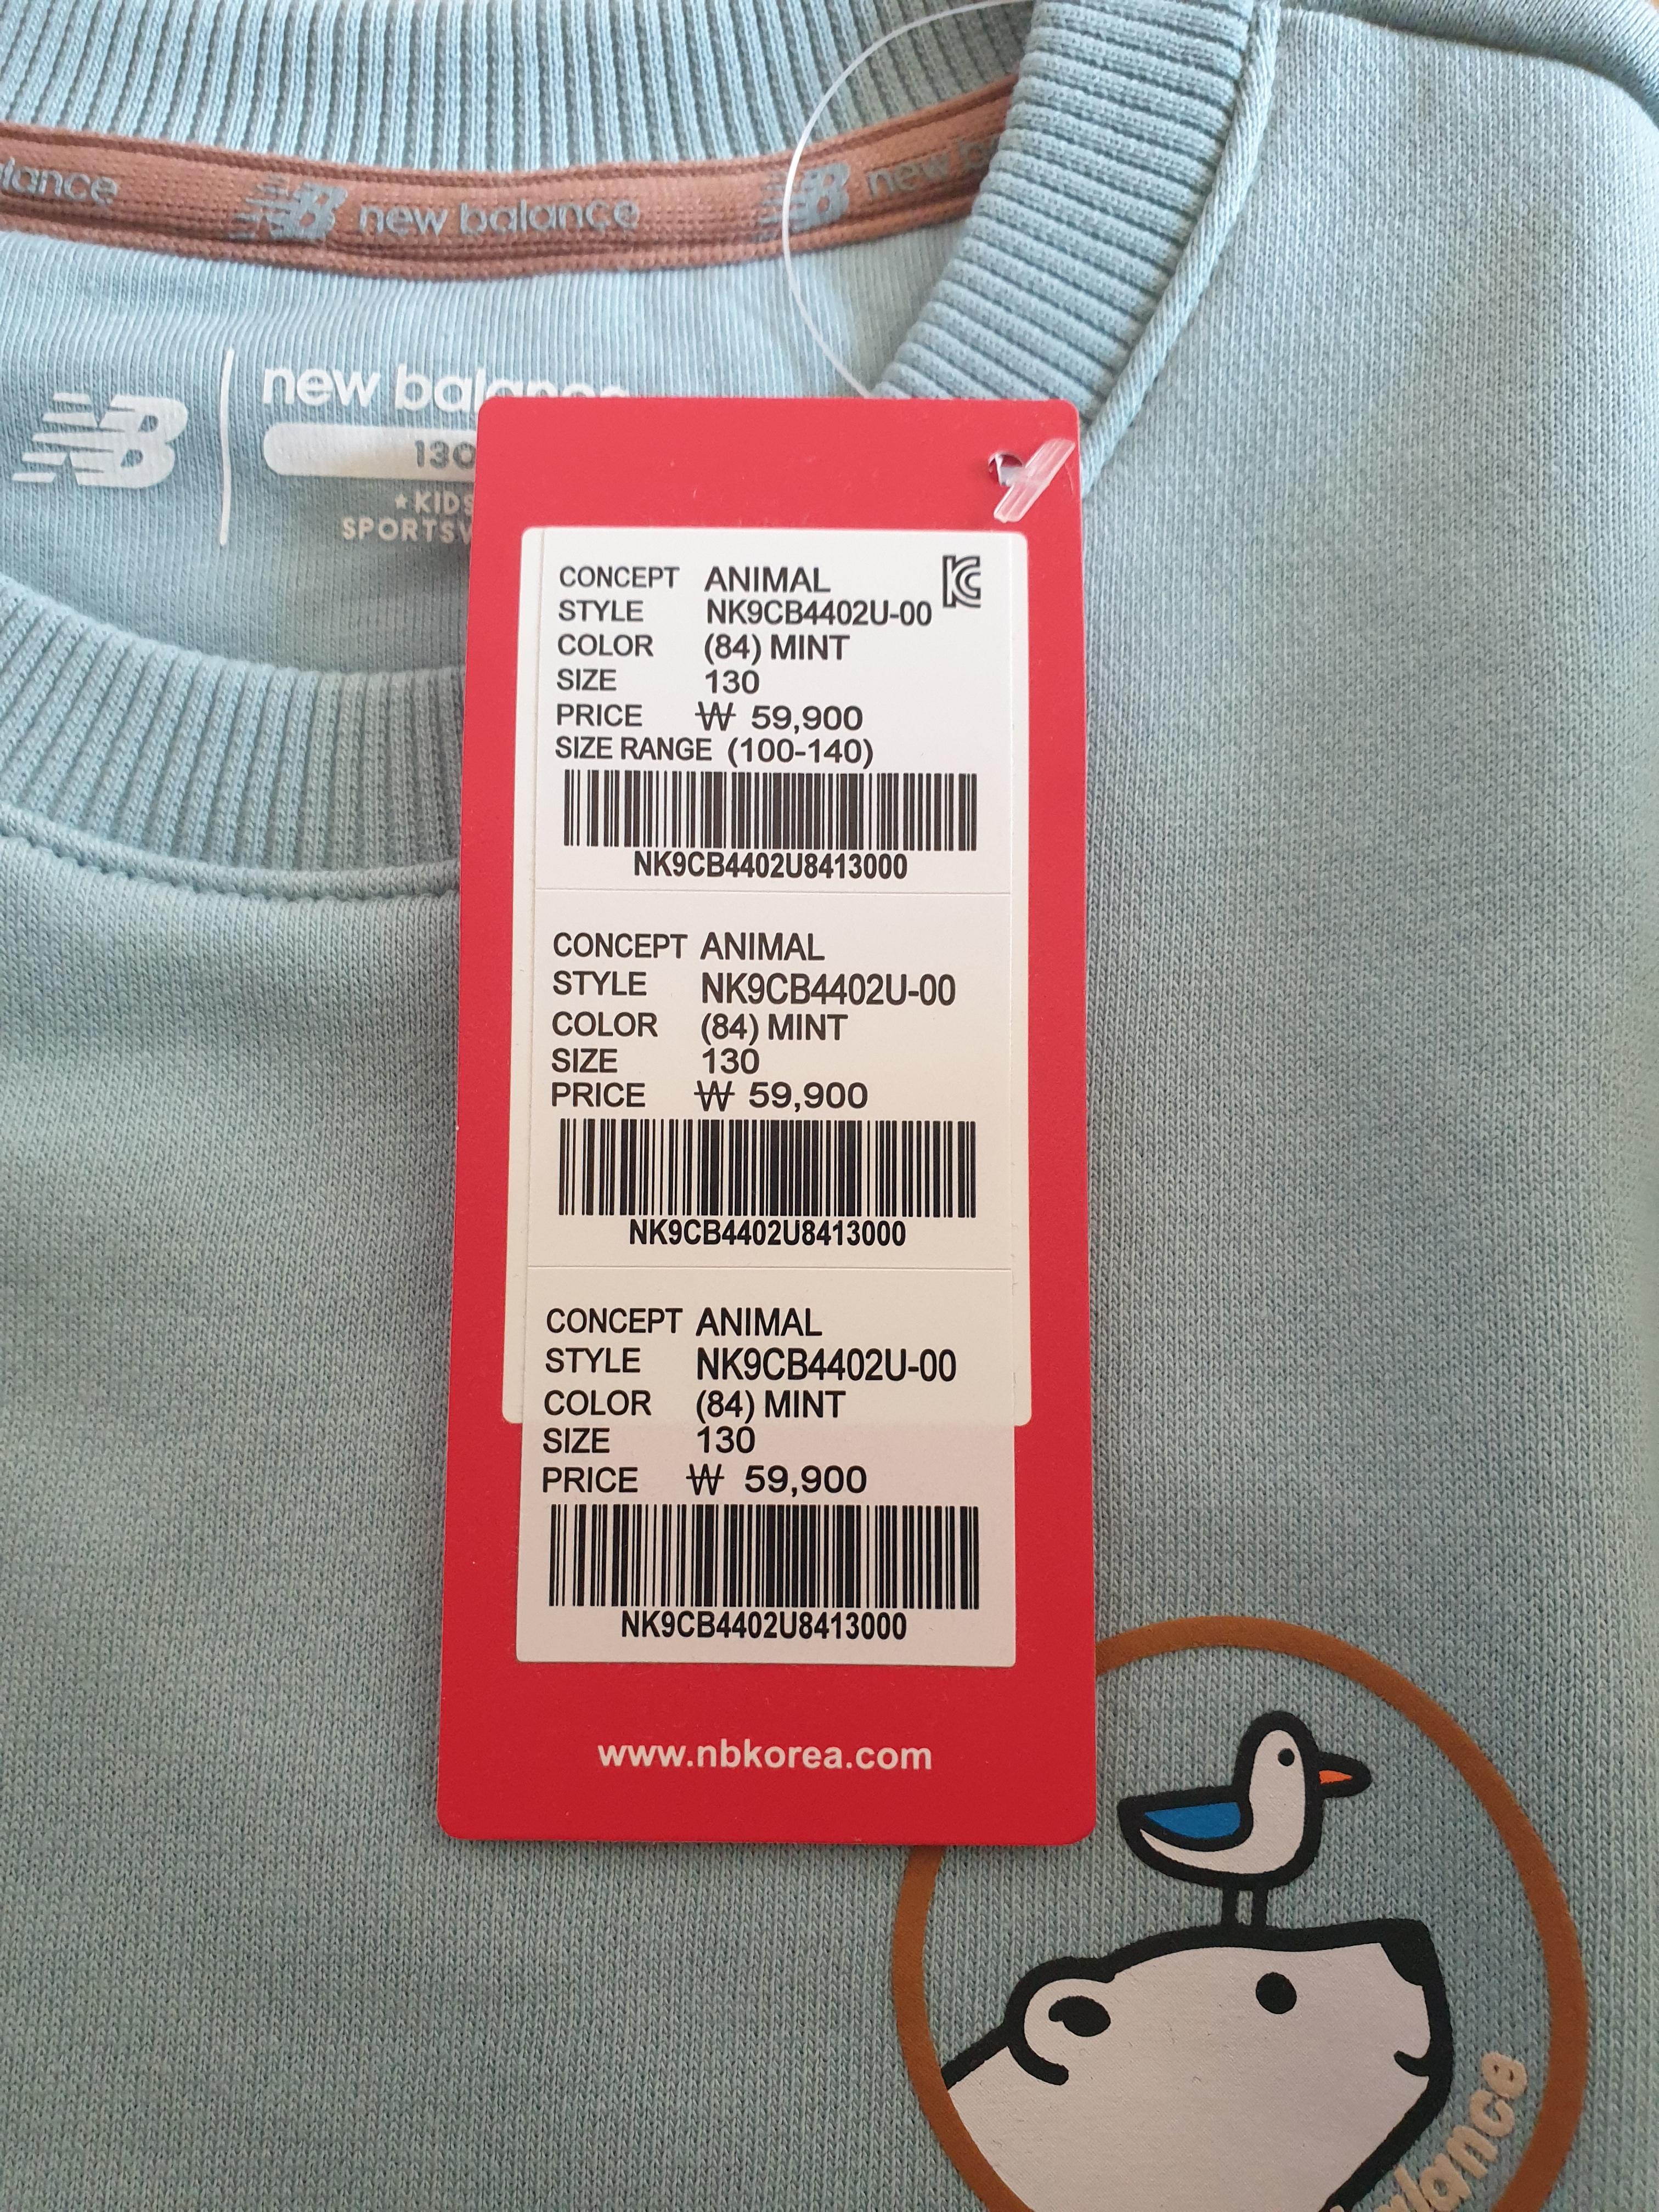 lance
new balance
new b
new balance
130
★KIDS
SPORTSW
CONCEPT ANIMAL
STYLE NK9CB4402U-00
COLOR (84) MINT
SIZE 130
PRICE ₩ 59,900
SIZE RANGE (100-140)
NK9CB4402U8413000
CONCEPT ANIMAL
STYLE NK9CB4402U-00
COLOR (84) MINT
SIZE 130
PRICE ₩ 59,900
NK9CB4402U8413000
CONCEPT ANIMAL
STYLE NK9CB4402U-00
COLOR (84) MINT
SIZE 130
PRICE ₩ 59,900
NK9CB4402U8413000
www.nbkorea.com
alance